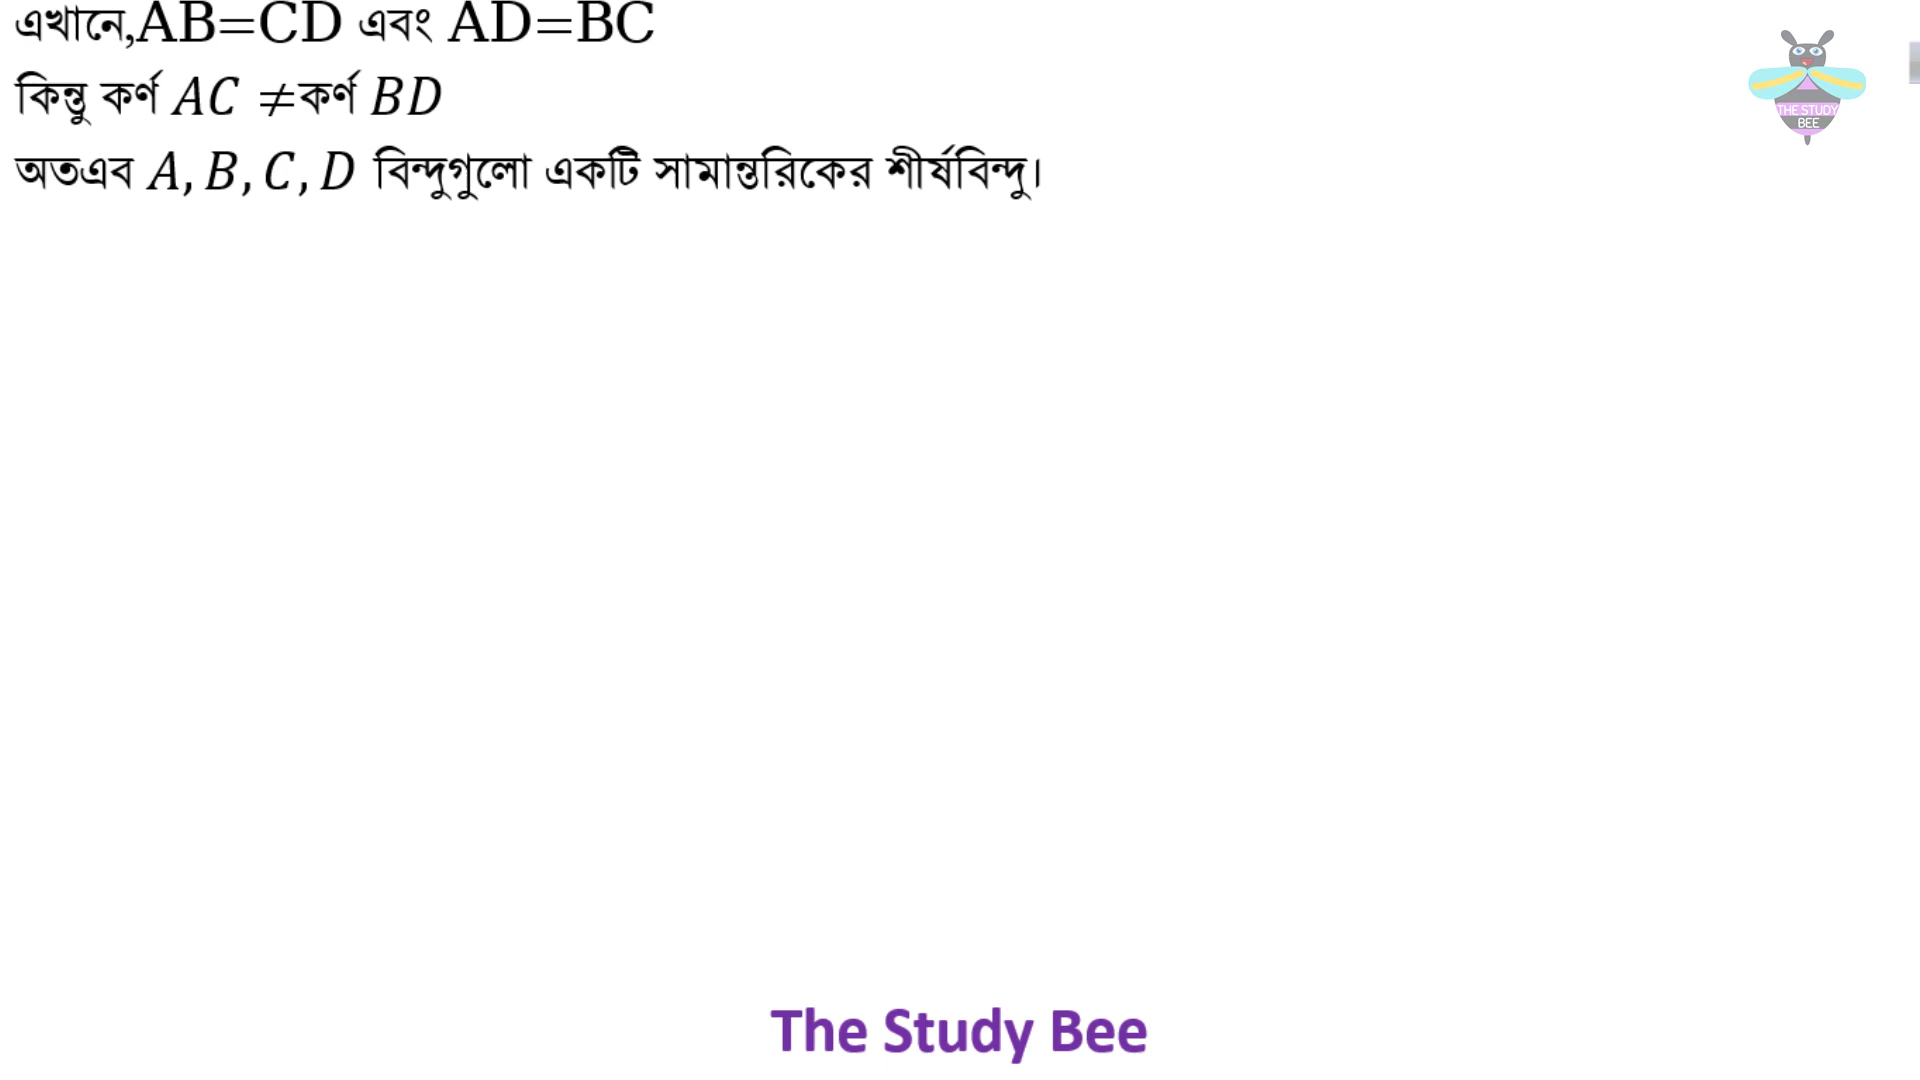 এখানে,AB=CD এবং AD=BC
কিন্তু কর্ণ AC ≠কর্ণ BD
অতএব A, B, C, D বিন্দুগুলো একটি সামান্তরিকের শীর্ষবিন্দু।
THE STUDY
BEE
The Study Bee